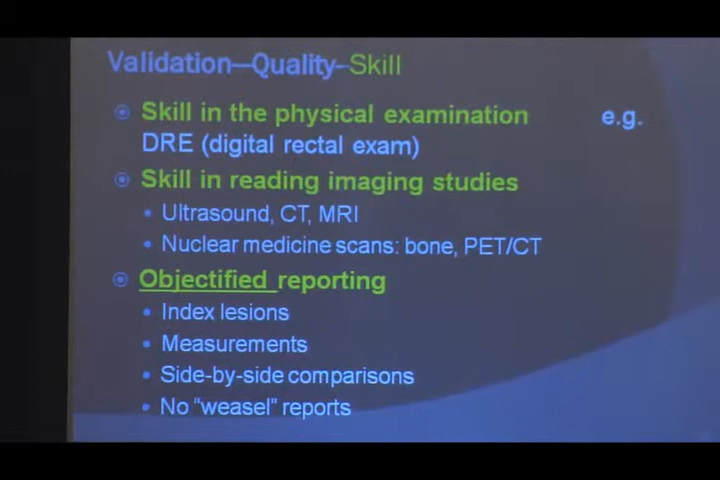 Validation—Quality-Skill
Skill in the physical examination e.g.
DRE (digital rectal exam)
Skill in reading imaging studies
Ultrasound, CT, MRI
Nuclear medicine scans: bone, PET/CT
Objectified reporting
Index lesions
Measurements
Side-by-side comparisons
No “weasel” reports